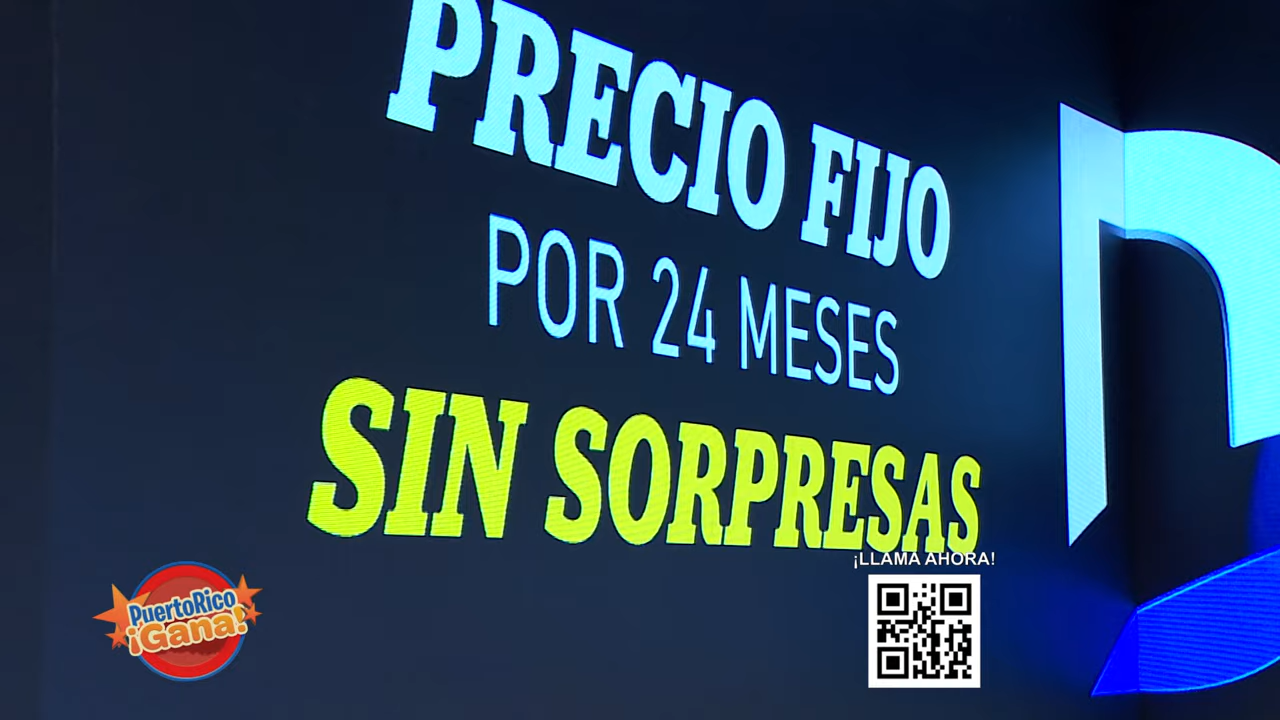 PRECIO FIJO
POR 24 MESES
SIN SORPRESAS
¡LLAMA AHORA!
PuertoRico
¡Gana!